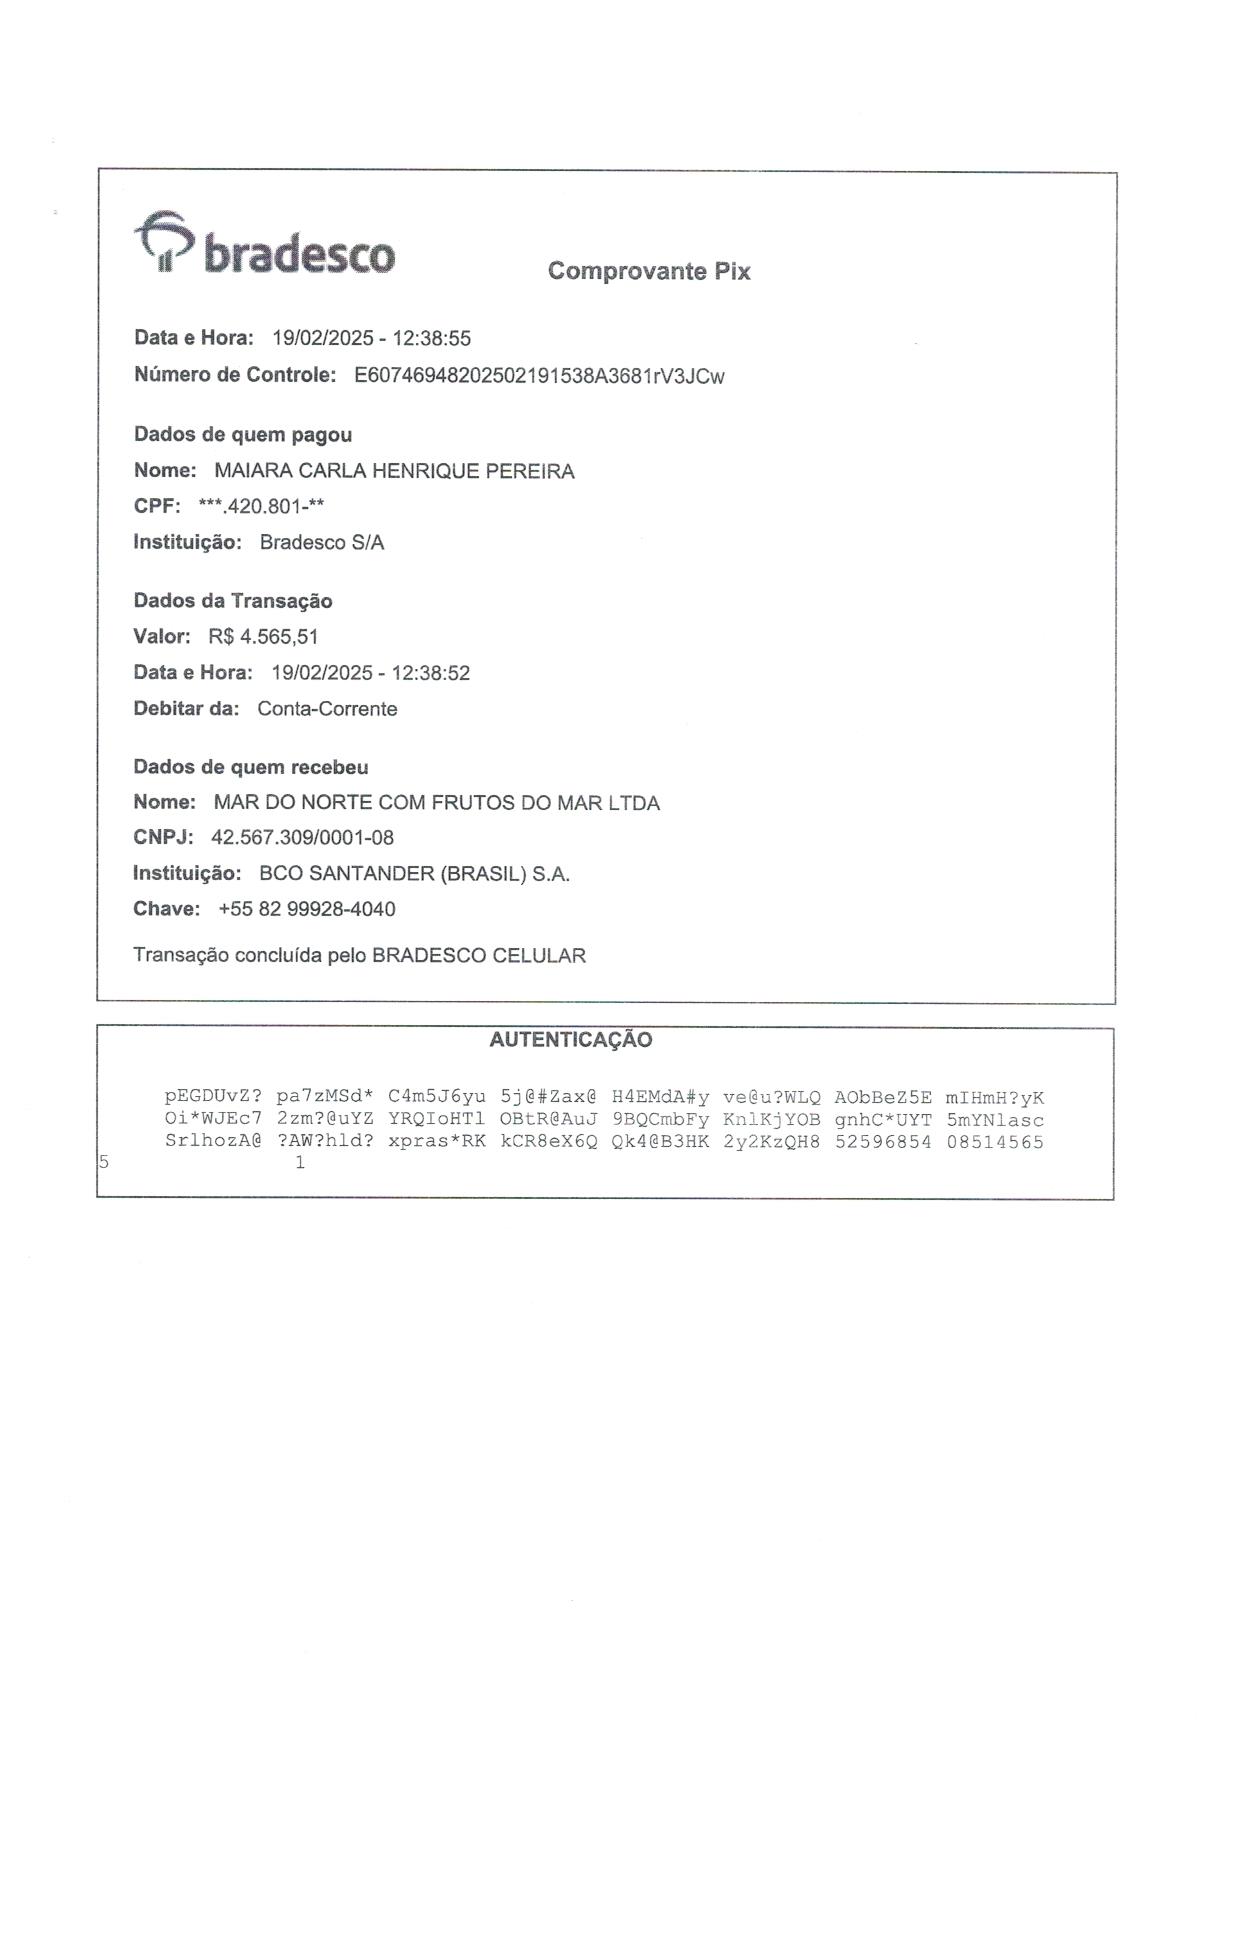 bradesco
Comprovante Pix
Data e Hora: 19/02/2025 - 12:38:55
Número de Controle: E60746948202502191538A3681rV3JCw
Dados de quem pagou
Nome: MAIARA CARLA HENRIQUE PEREIRA
CPF: ***.420.801-**
Instituição: Bradesco S/A
Dados da Transação
Valor: R$ 4.565,51
Data e Hora: 19/02/2025 - 12:38:52
Debitar da: Conta-Corrente
Dados de quem recebeu
Nome: MAR DO NORTE COM FRUTOS DO MAR LTDA
CNPJ: 42.567.309/0001-08
Instituição: BCO SANTANDER (BRASIL) S.A.
Chave: +55 82 99928-4040
Transação concluída pelo BRADESCO CELULAR
AUTENTICAÇÃO
pEGDUvZ? pa7zMSd* C4m5J6yu 5j@#Zax@ H4EMdA#y ve@u?WLQ AObBeZ5E mIHmH?yK
Oi*WJEc7 2zm?@uYZ YRQIoHTl OBtR@AuJ 9BQCmbFy KnlKjYOB gnhC*UYT 5mYN1asc
SrlhozA@ ?AW?hld? xpras*RK kCR8eX6Q Qk4@B3HK 2y2KzQH8 52596854 08514565
5 1